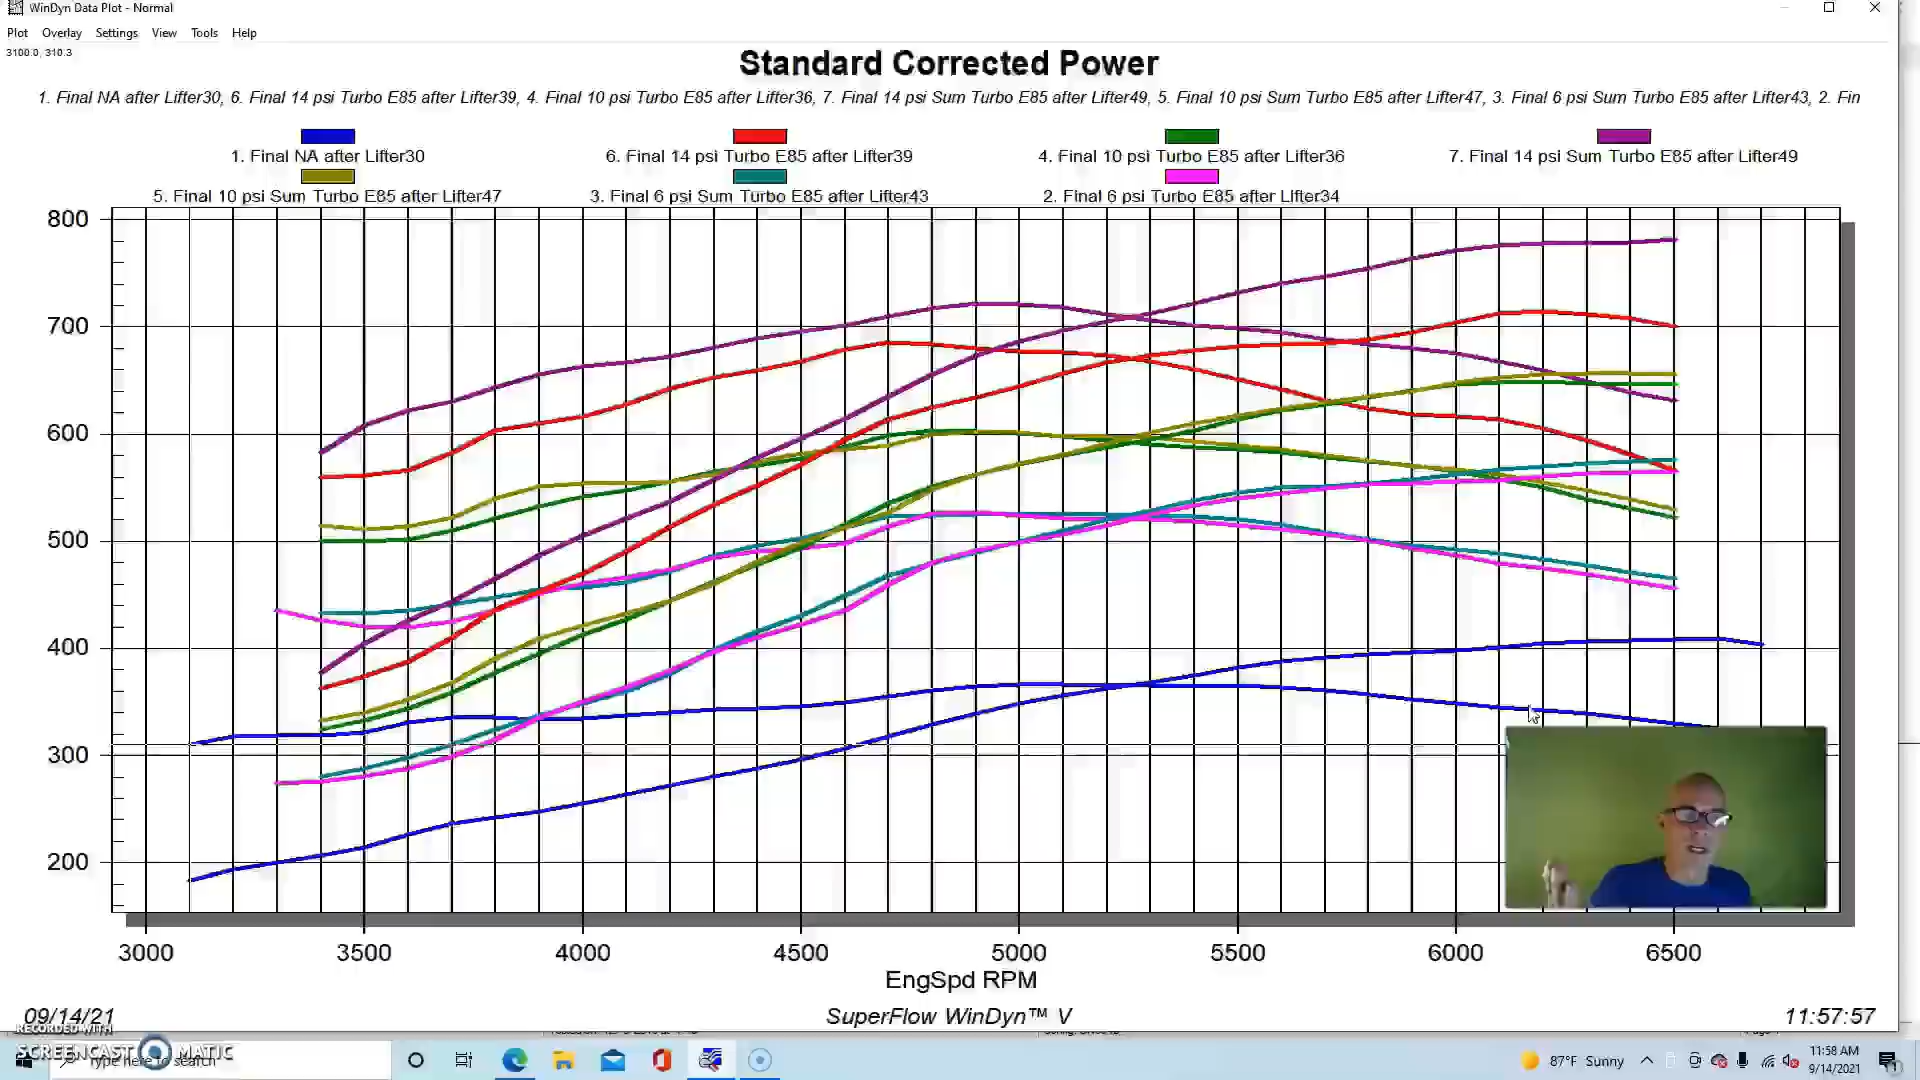 WinDyn Data Plot - Normal
Plot Overlay Settings View Tools Help
3100.0, 310.3
Standard Corrected Power
1. Final NA after Lifter30, 6. Final 14 psi Turbo E85 after Lifter39, 4. Final 10 psi Turbo E85 after Lifter36, 7. Final 14 psi Sum Turbo E85 after Lifter49, 5. Final 10 psi Sum Turbo E85 after Lifter47, 3. Final 6 psi Sum Turbo E85 after Lifter43, 2. Fin
1. Final NA after Lifter30 6. Final 14 psi Turbo E85 after Lifter39 4. Final 10 psi Turbo E85 after Lifter36 7. Final 14 psi Sum Turbo E85 after Lifter49
5. Final 10 psi Sum Turbo E85 after Lifter47 3. Final 6 psi Sum Turbo E85 after Lifter43 2. Final 6 psi Turbo E85 after Lifter34
800
700
600
500
400
300
200
3000 3500 4000 4500 5000 5500 6000 6500
EngSpd RPM
09/14/21 SuperFlow WinDyn™ V 11:57:57
RECORDED WITH
SCREENCAST MATIC
Type here to search
87°F Sunny
11:58 AM
9/14/2021